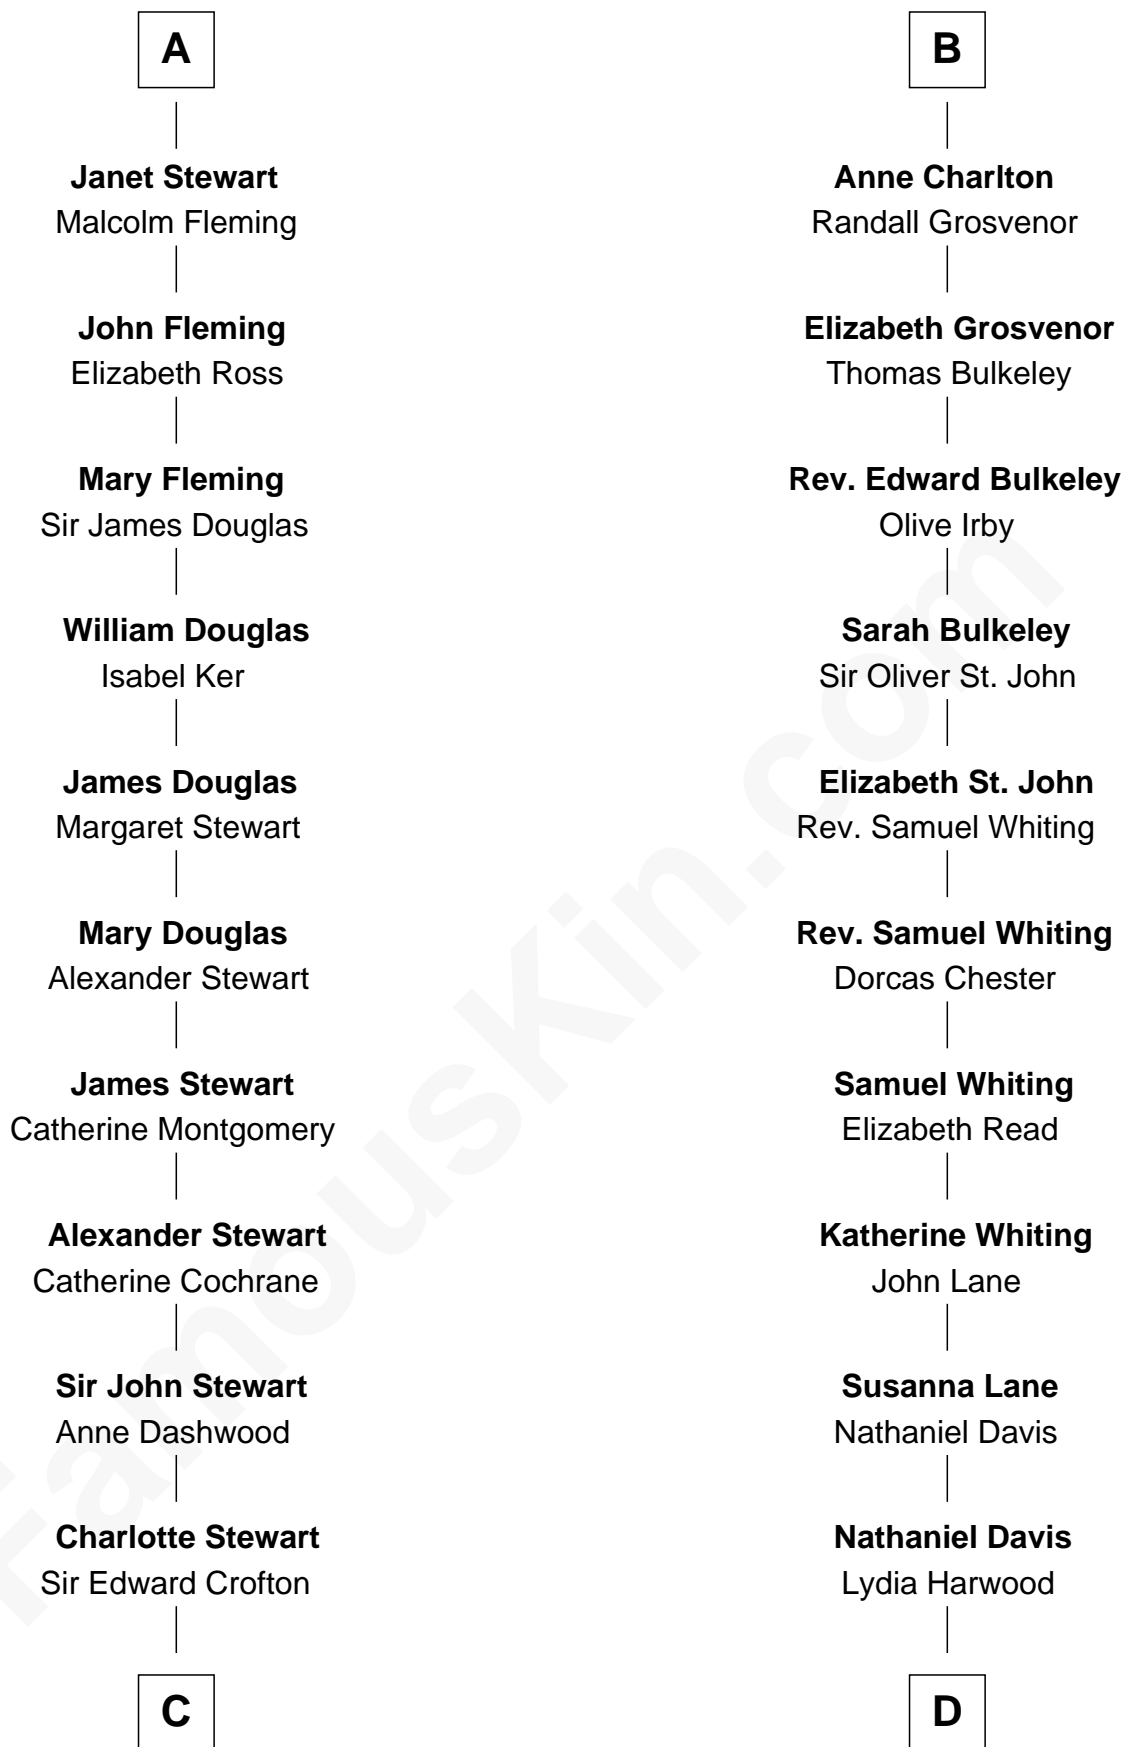 A
Janet Stewart
Malcolm Fleming
John Fleming
Elizabeth Ross
Mary Fleming
Sir James Douglas
William Douglas
Isabel Ker
James Douglas
Margaret Stewart
Mary Douglas
Alexander Stewart
James Stewart
Catherine Montgomery
Alexander Stewart
Catherine Cochrane
Sir John Stewart
Anne Dashwood
Charlotte Stewart
Sir Edward Crofton
C
B
Anne Charlton
Randall Grosvenor
Elizabeth Grosvenor
Thomas Bulkeley
Rev. Edward Bulkeley
Olive Irby
Sarah Bulkeley
Sir Oliver St. John
Elizabeth St. John
Rev. Samuel Whiting
Rev. Samuel Whiting
Dorcas Chester
Samuel Whiting
Elizabeth Read
Katherine Whiting
John Lane
Susanna Lane
Nathaniel Davis
Nathaniel Davis
Lydia Harwood
D
FamousKin.com